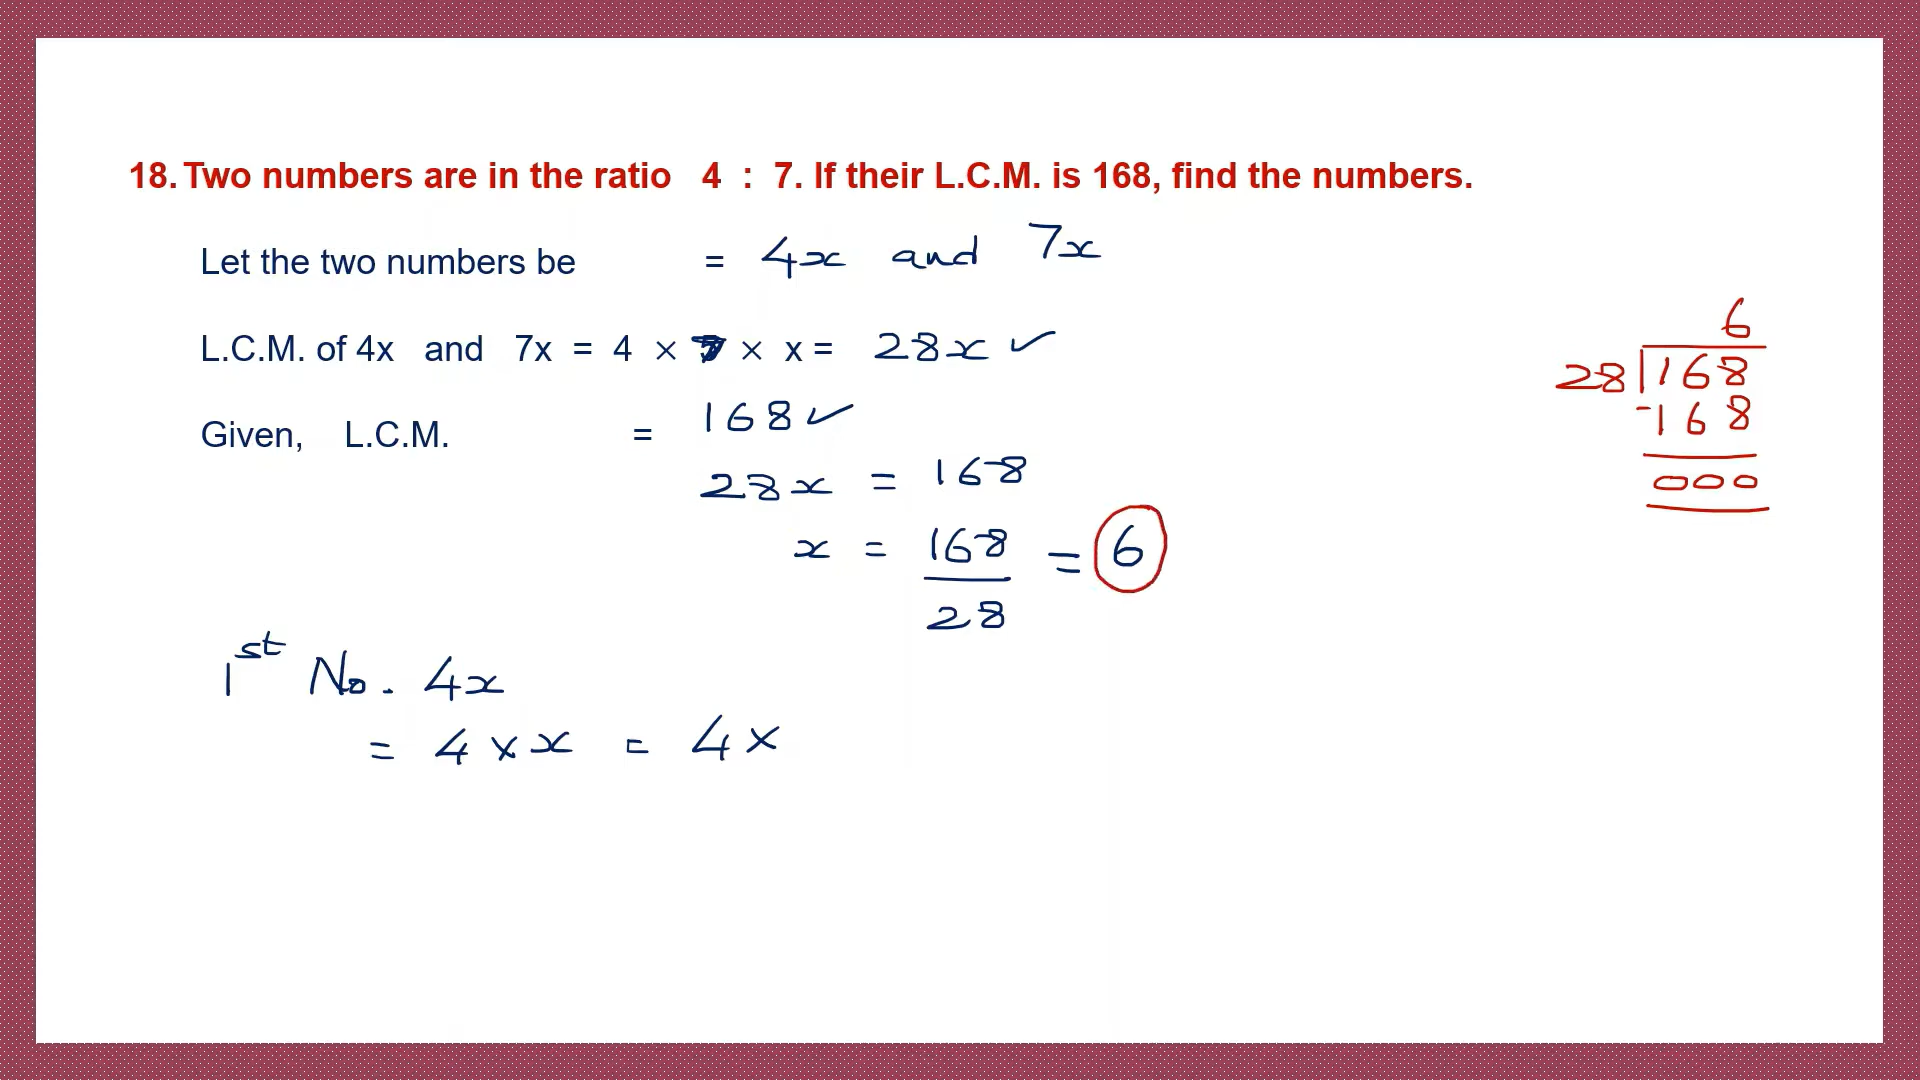 18. Two numbers are in the ratio 4 : 7. If their L.C.M. is 168, find the numbers.
Let the two numbers be = 4x and 7x
L.C.M. of 4x and 7x = 4 × 7 × x = 28x ✓
Given, L.C.M. = 168 ✓
28x = 168
x = 168/28 = 6
1st No. 4x
= 4 × x = 4 ×
6
28 168
-168
000